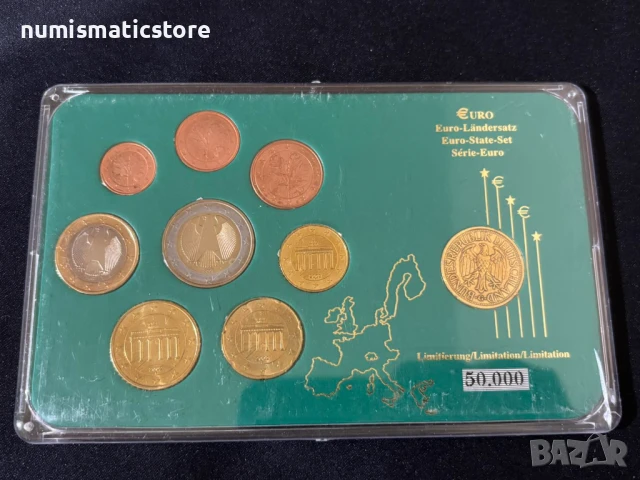 numismaticstore
€URO
Euro-Ländersatz
Euro-State-Set
Série-Euro
Limitierung/Limitation/Limitation
50.000
BAZAR